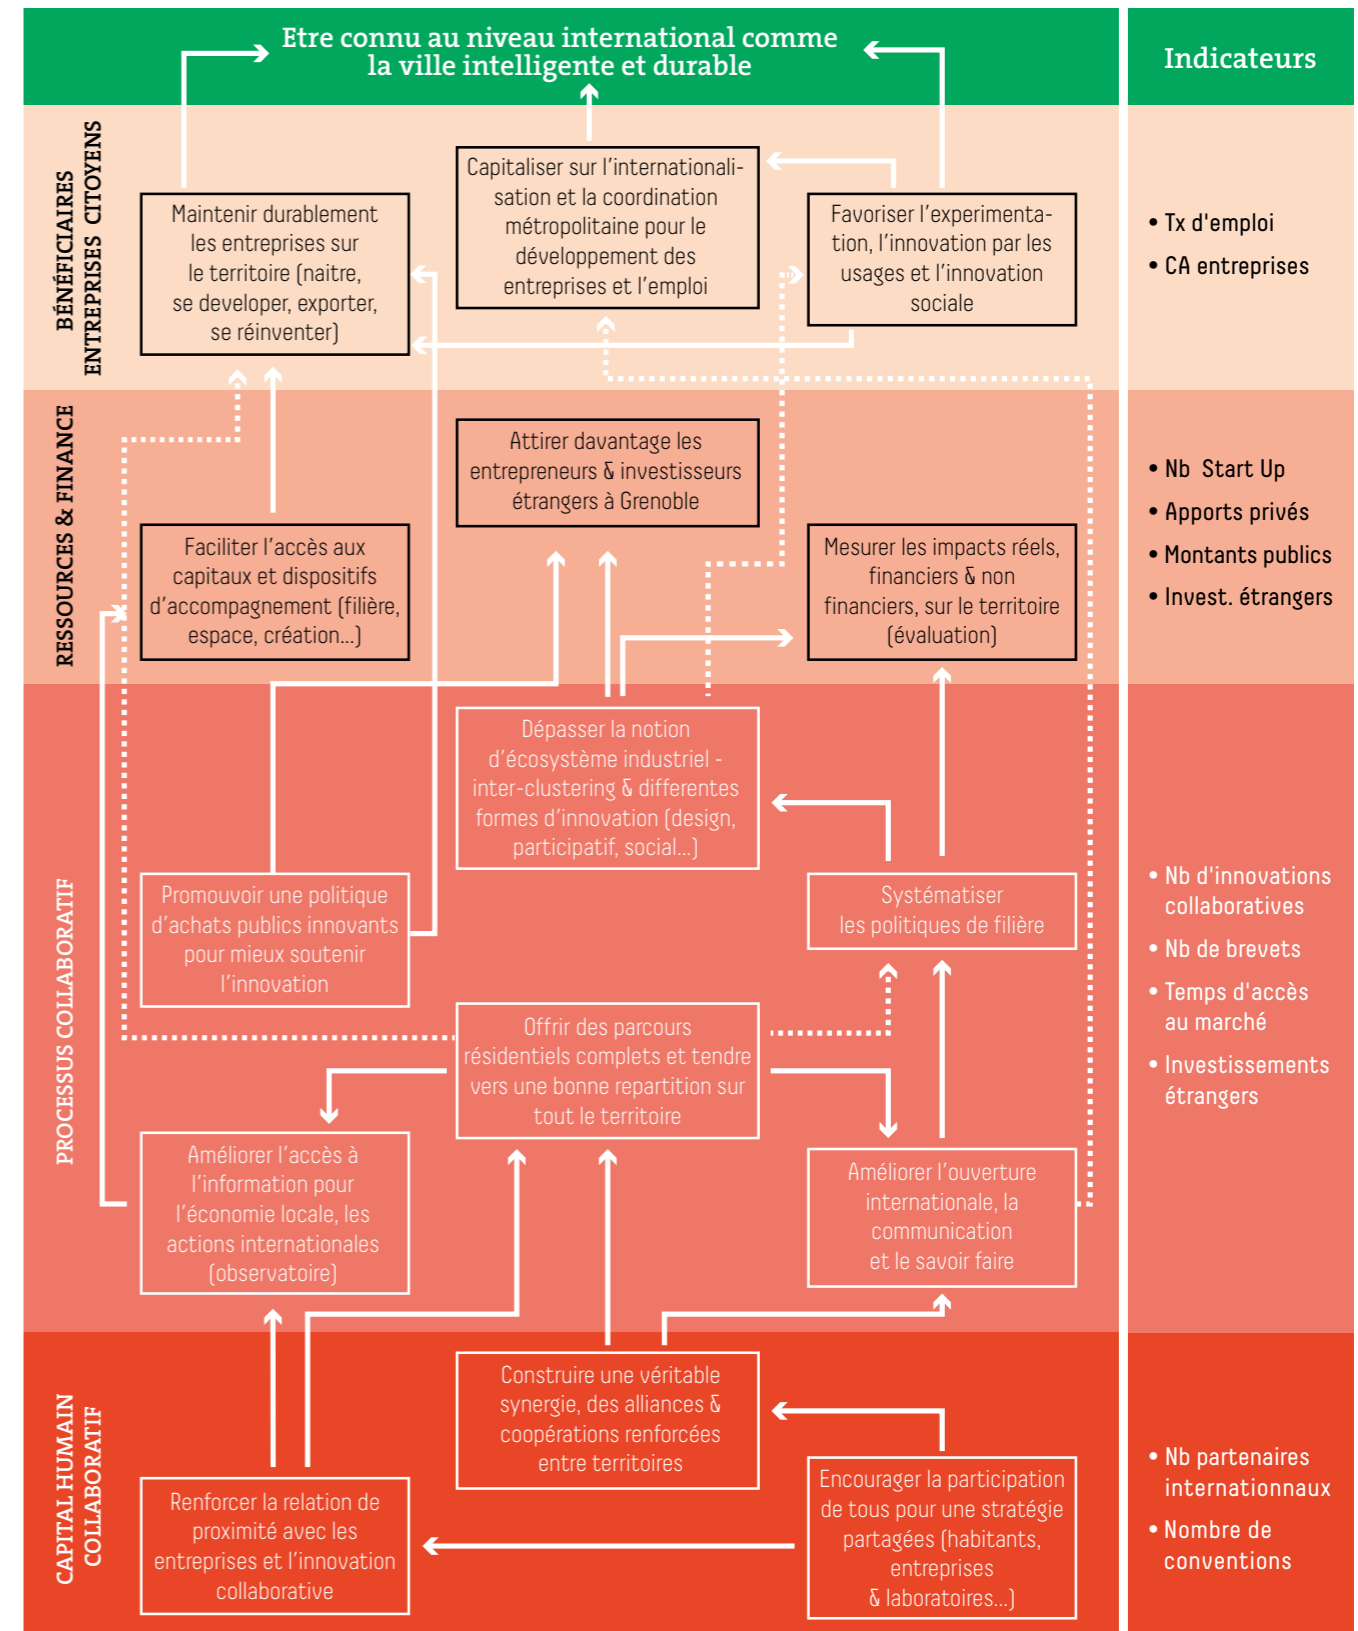 Etre connu au niveau international comme
la ville intelligente et durable
Indicateurs
BÉNÉFICIAIRES
ENTREPRISES CITOYENS
Maintenir durablement
les entreprises sur
le territoire (naitre,
se developer, exporter,
se réinventer)
Capitaliser sur l'internationali-
sation et la coordination
métropolitaine pour le
développement des
entreprises et l'emploi
Favoriser l'experimenta-
tion, l'innovation par les
usages et l'innovation
sociale
• Tx d'emploi
• CA entreprises
RESSOURCES & FINANCE
Attirer davantage les
entrepreneurs & investisseurs
étrangers à Grenoble
Faciliter l'accès aux
capitaux et dispositifs
d'accompagnement (filière,
espace, création...)
Mesurer les impacts réels,
financiers & non
financiers, sur le territoire
(évaluation)
• Nb Start Up
• Apports privés
• Montants publics
• Invest. étrangers
PROCESSUS COLLABORATIF
Dépasser la notion
d'écosystème industriel -
inter-clustering & differentes
formes d'innovation (design,
participatif, social...)
Promouvoir une politique
d'achats publics innovants
pour mieux soutenir
l'innovation
Systématiser
les politiques de filière
Offrir des parcours
résidentiels complets et tendre
vers une bonne repartition sur
tout le territoire
Améliorer l'accès à
l'information pour
l'économie locale, les
actions internationales
(observatoire)
Améliorer l'ouverture
internationale, la
communication
et le savoir faire
• Nb d'innovations
collaboratives
• Nb de brevets
• Temps d'accès
au marché
• Investissements
étrangers
CAPITAL HUMAIN
COLLABORATIF
Construire une véritable
synergie, des alliances &
coopérations renforcées
entre territoires
Renforcer la relation de
proximité avec les
entreprises et l'innovation
collaborative
Encourager la participation
de tous pour une stratégie
partagées (habitants,
entreprises
& laboratoires...)
• Nb partenaires
internationnaux
• Nombre de
conventions